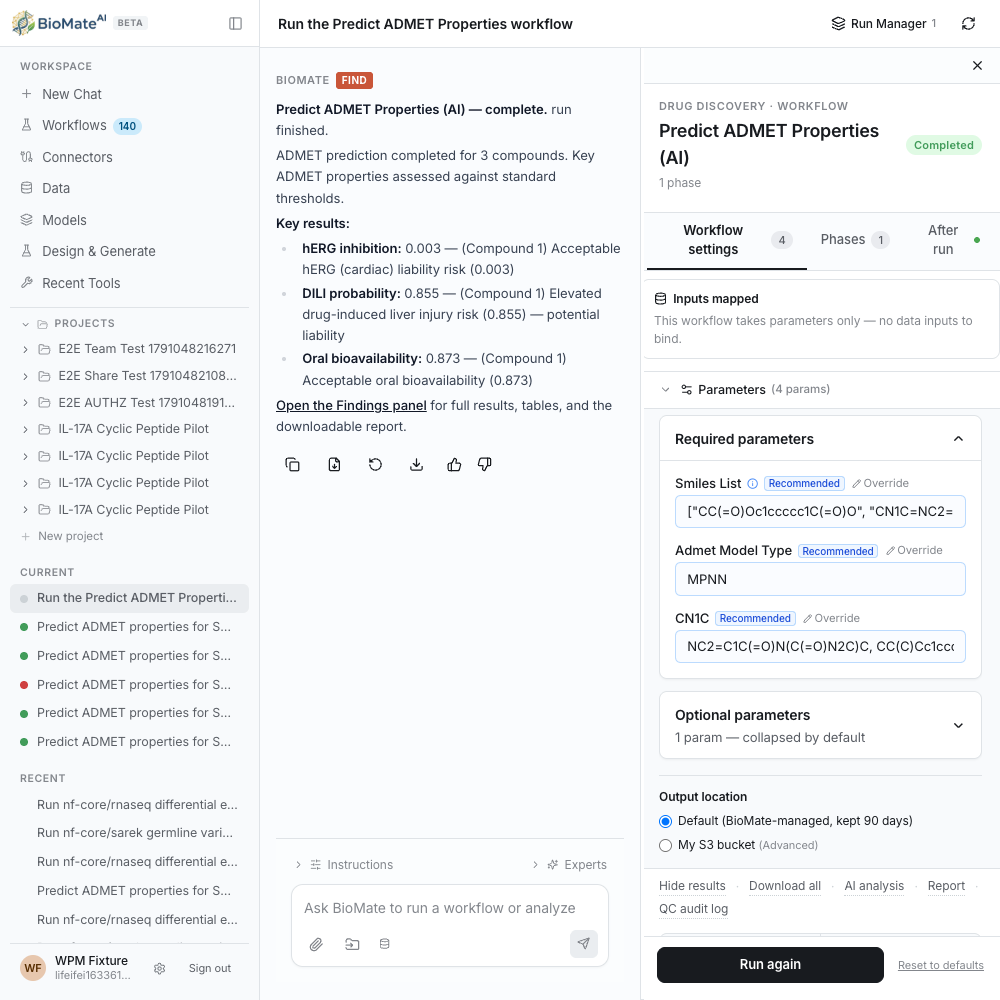 BioMateAI BETA
WORKSPACE
New Chat
Workflows 140
Connectors
Data
Models
Design & Generate
Recent Tools
PROJECTS
E2E Team Test 1791048216271
E2E Share Test 17910482108...
E2E AUTHZ Test 1791048191...
IL-17A Cyclic Peptide Pilot
IL-17A Cyclic Peptide Pilot
IL-17A Cyclic Peptide Pilot
IL-17A Cyclic Peptide Pilot
New project
CURRENT
Run the Predict ADMET Properti...
Predict ADMET properties for S...
Predict ADMET properties for S...
Predict ADMET properties for S...
Predict ADMET properties for S...
Predict ADMET properties for S...
RECENT
Run nf-core/rnaseq differential e...
Run nf-core/sarek germline vari...
Run nf-core/rnaseq differential e...
Predict ADMET properties for S...
Run nf-core/rnaseq differential e...
WF WPM Fixture
lifeifei163361...
Sign out
Run the Predict ADMET Properties workflow
Run Manager 1
BIOMATE FIND
Predict ADMET Properties (AI) — complete. run
finished.
ADMET prediction completed for 3 compounds. Key
ADMET properties assessed against standard
thresholds.
Key results:
hERG inhibition: 0.003 — (Compound 1) Acceptable
hERG (cardiac) liability risk (0.003)
DILI probability: 0.855 — (Compound 1) Elevated
drug-induced liver injury risk (0.855) — potential
liability
Oral bioavailability: 0.873 — (Compound 1)
Acceptable oral bioavailability (0.873)
Open the Findings panel for full results, tables, and the
downloadable report.
Instructions
Experts
Ask BioMate to run a workflow or analyze
DRUG DISCOVERY · WORKFLOW
Predict ADMET Properties
(AI)
Completed
1 phase
Workflow
settings 4
Phases 1
After
run
Inputs mapped
This workflow takes parameters only — no data inputs to
bind.
Parameters (4 params)
Required parameters
Smiles List Recommended Override
["CC(=O)Oc1ccccc1C(=O)O", "CN1C=NC2=
Admet Model Type Recommended Override
MPNN
CN1C Recommended Override
NC2=C1C(=O)N(C(=O)N2C)C, CC(C)Cc1ccc
Optional parameters
1 param — collapsed by default
Output location
Default (BioMate-managed, kept 90 days)
My S3 bucket (Advanced)
Hide results · Download all · AI analysis · Report ·
QC audit log
Run again
Reset to defaults